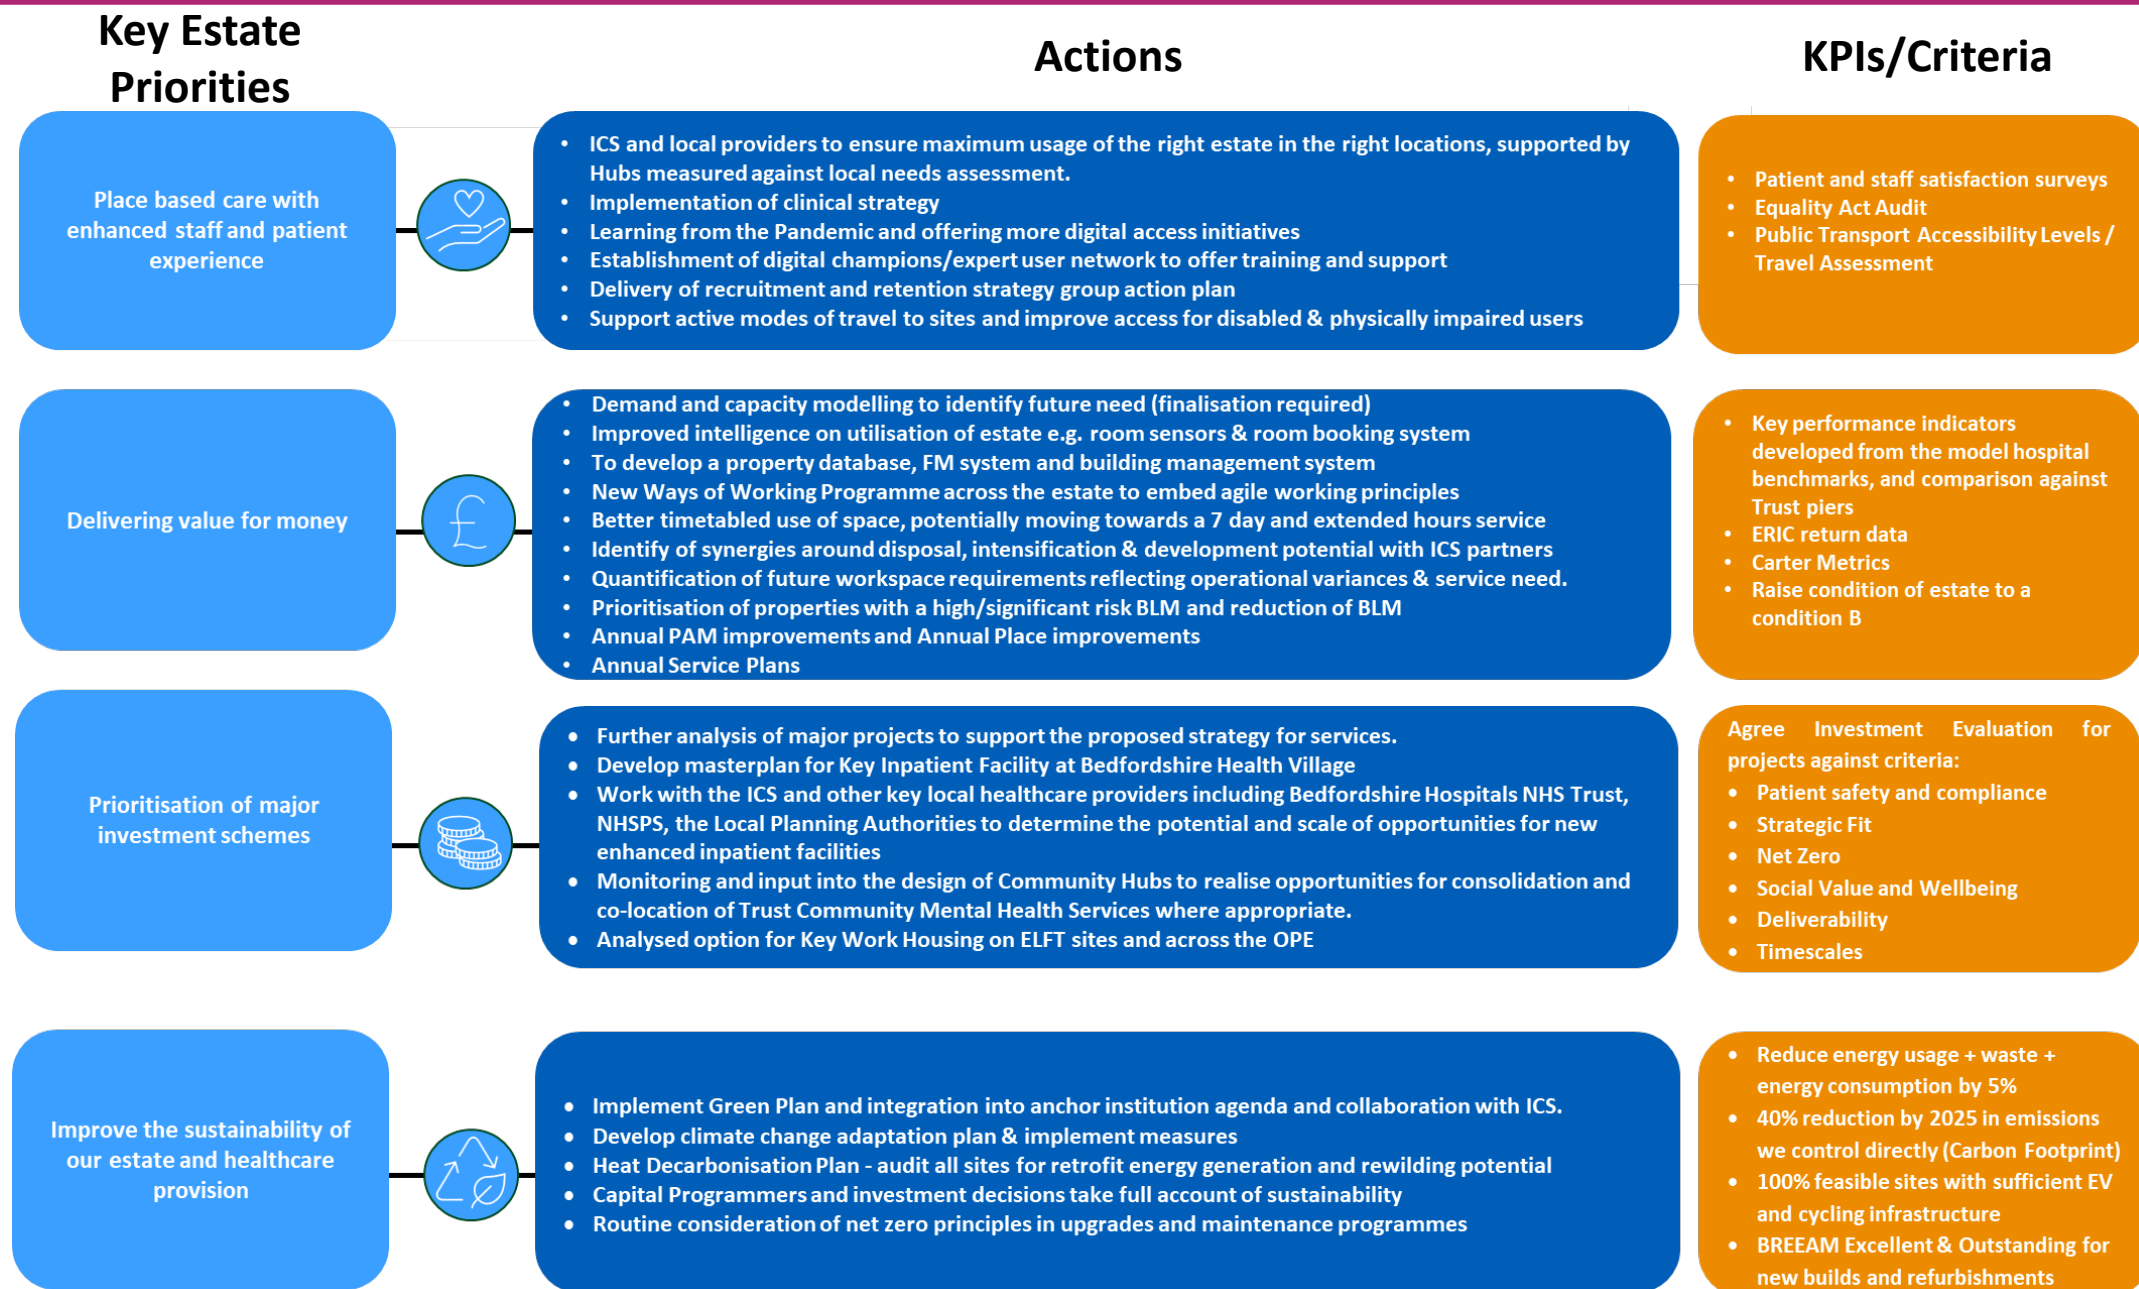 Key Estate
Priorities
Actions
KPIs/Criteria
Place based care with
enhanced staff and patient
experience
• ICS and local providers to ensure maximum usage of the right estate in the right locations, supported by
Hubs measured against local needs assessment.
• Implementation of clinical strategy
• Learning from the Pandemic and offering more digital access initiatives
• Establishment of digital champions/expert user network to offer training and support
• Delivery of recruitment and retention strategy group action plan
• Support active modes of travel to sites and improve access for disabled & physically impaired users
• Patient and staff satisfaction surveys
• Equality Act Audit
• Public Transport Accessibility Levels /
Travel Assessment
Delivering value for money
£
• Demand and capacity modelling to identify future need (finalisation required)
• Improved intelligence on utilisation of estate e.g. room sensors & room booking system
• To develop a property database, FM system and building management system
• New Ways of Working Programme across the estate to embed agile working principles
• Better timetabled use of space, potentially moving towards a 7 day and extended hours service
• Identify of synergies around disposal, intensification & development potential with ICS partners
• Quantification of future workspace requirements reflecting operational variances & service need.
• Prioritisation of properties with a high/significant risk BLM and reduction of BLM
• Annual PAM improvements and Annual Place improvements
• Annual Service Plans
• Key performance indicators
developed from the model hospital
benchmarks, and comparison against
Trust piers
• ERIC return data
• Carter Metrics
• Raise condition of estate to a
condition B
Prioritisation of major
investment schemes
• Further analysis of major projects to support the proposed strategy for services.
• Develop masterplan for Key Inpatient Facility at Bedfordshire Health Village
• Work with the ICS and other key local healthcare providers including Bedfordshire Hospitals NHS Trust,
NHSPS, the Local Planning Authorities to determine the potential and scale of opportunities for new
enhanced inpatient facilities
• Monitoring and input into the design of Community Hubs to realise opportunities for consolidation and
co-location of Trust Community Mental Health Services where appropriate.
• Analysed option for Key Work Housing on ELFT sites and across the OPE
Agree Investment Evaluation for
projects against criteria:
• Patient safety and compliance
• Strategic Fit
• Net Zero
• Social Value and Wellbeing
• Deliverability
• Timescales
Improve the sustainability of
our estate and healthcare
provision
• Implement Green Plan and integration into anchor institution agenda and collaboration with ICS.
• Develop climate change adaptation plan & implement measures
• Heat Decarbonisation Plan - audit all sites for retrofit energy generation and rewilding potential
• Capital Programmers and investment decisions take full account of sustainability
• Routine consideration of net zero principles in upgrades and maintenance programmes
• Reduce energy usage + waste +
energy consumption by 5%
• 40% reduction by 2025 in emissions
we control directly (Carbon Footprint)
• 100% feasible sites with sufficient EV
and cycling infrastructure
• BREEAM Excellent & Outstanding for
new builds and refurbishments